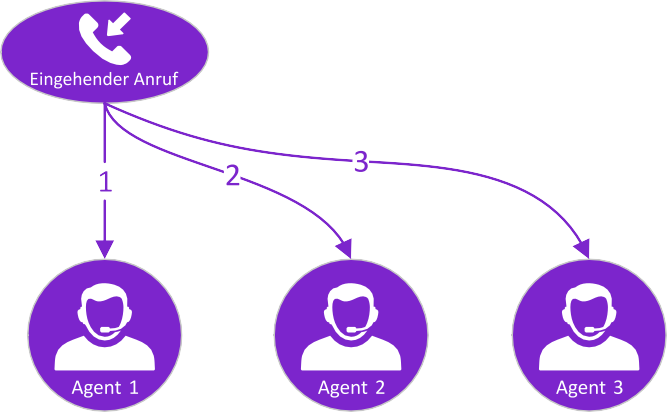 Eingehender Anruf
1
2
3
Agent 1
Agent 2
Agent 3